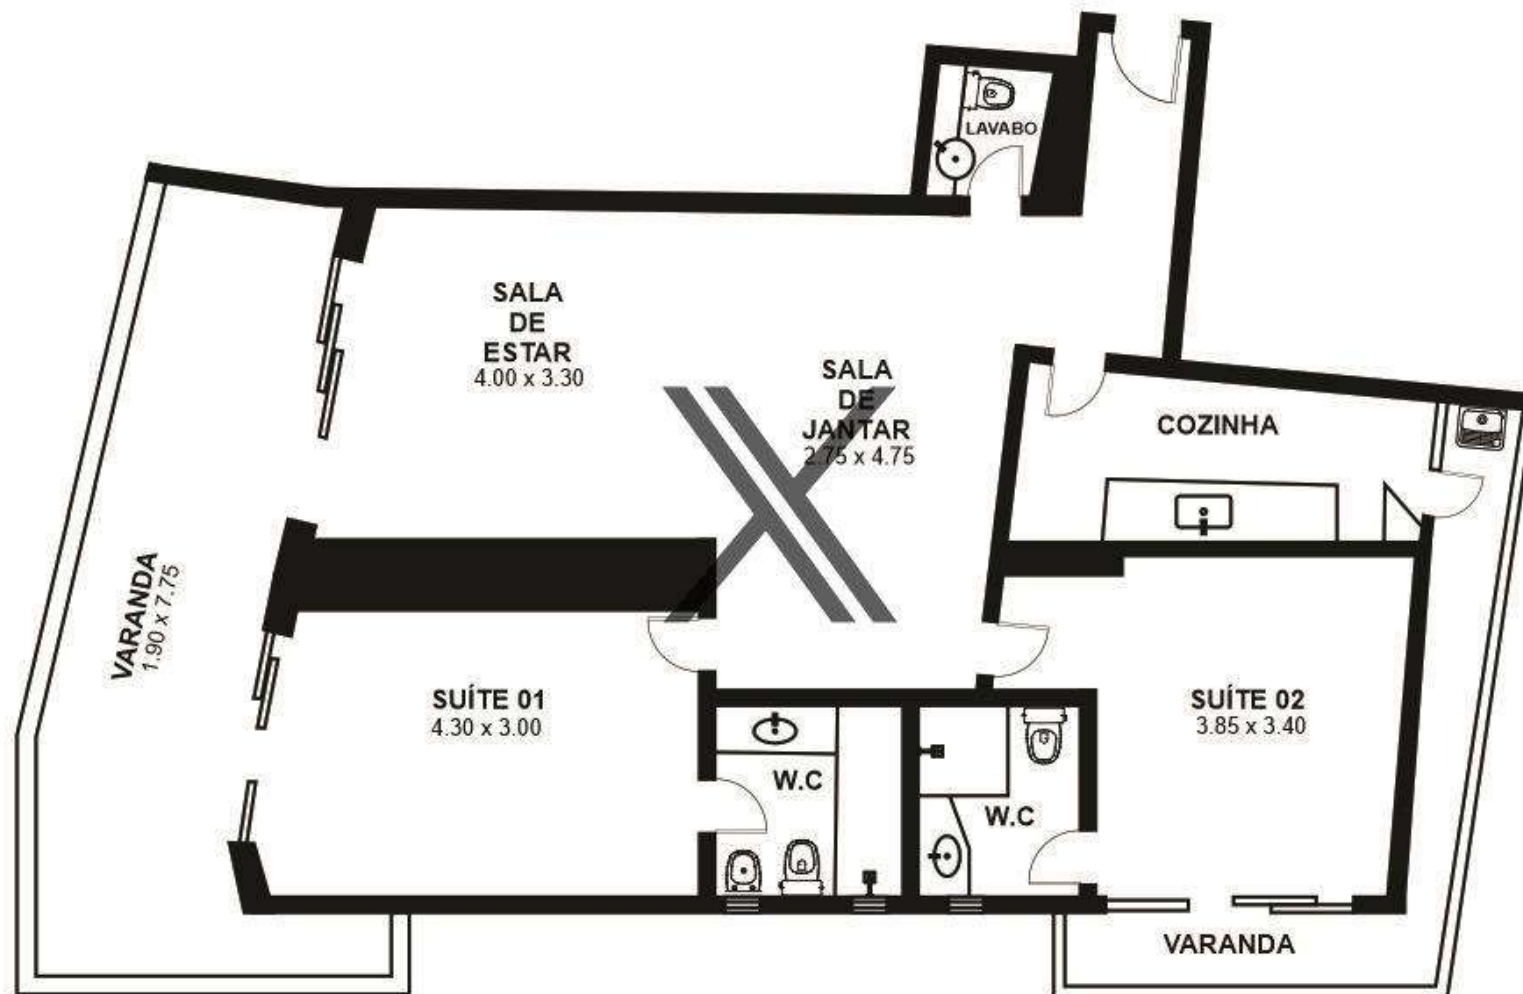 LAVABO
SALA
DE
ESTAR
4.00 x 3.30
SALA
DE
JANTAR
2.75 x 4.75
COZINHA
VARANDA
1.90 x 7.75
SUÍTE 01
4.30 x 3.00
SUÍTE 02
3.85 x 3.40
W.C
W.C
VARANDA